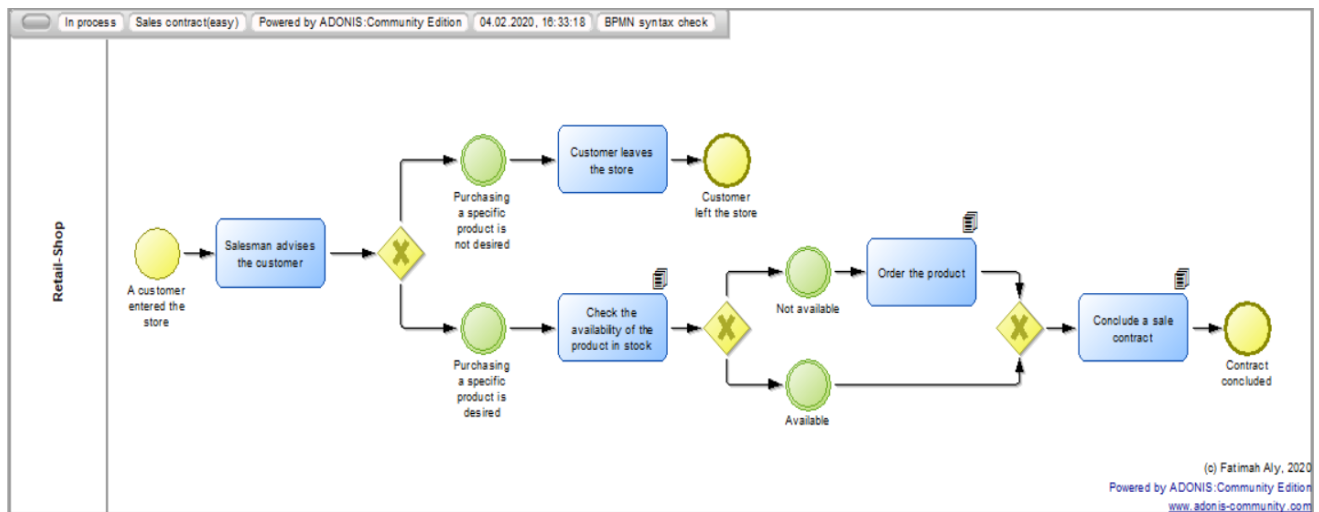 In process Sales contract(easy) Powered by ADONIS:Community Edition 04.02.2020, 16:33:18 BPMN syntax check
Retail-Shop
A customer
entered the
store
Salesman advises
the customer
Purchasing
a specific
product is
not desired
Customer leaves
the store
Customer
left the store
Purchasing
a specific
product is
desired
Check the
availability of the
product in stock
Not available
Order the product
Available
Conclude a sale
contract
Contract
concluded
(c) Fatimah Aly, 2020
Powered by ADONIS:Community Edition
www.adonis-community.com